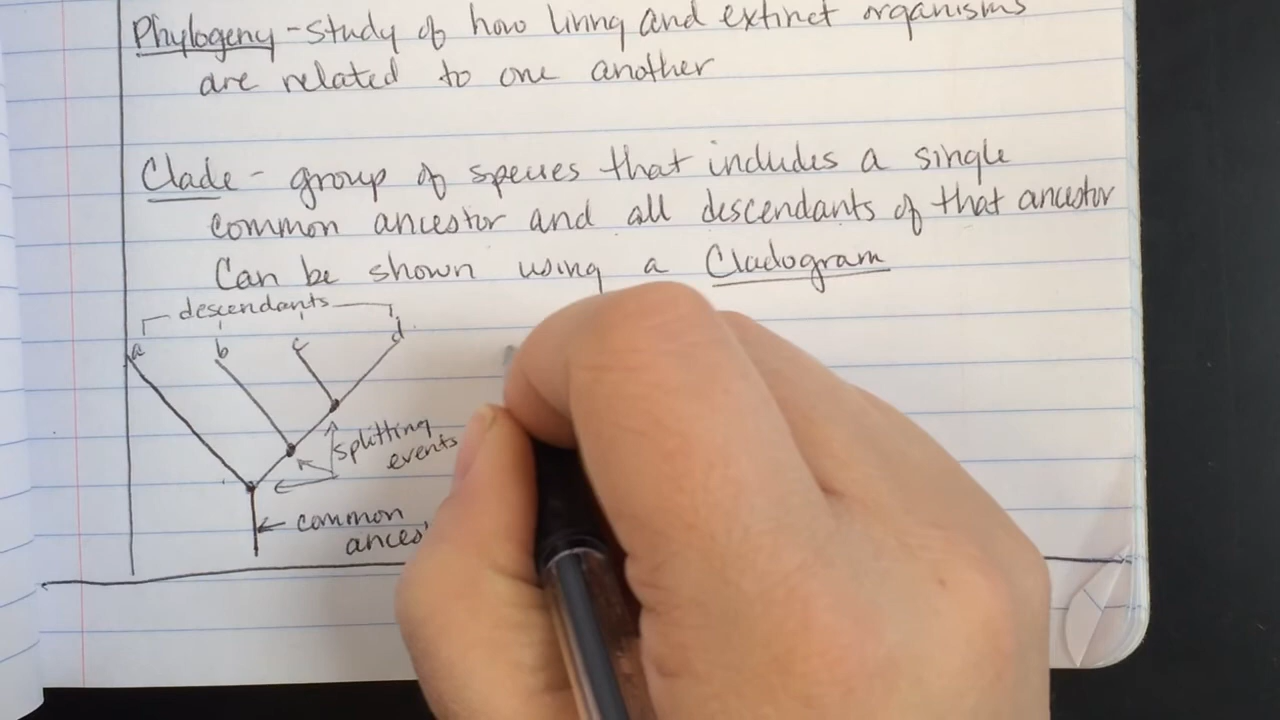 Phylogeny - study of how living and extinct organisms
are related to one another
Clade - group of species that includes a single
common ancestor and all descendants of that ancestor
Can be shown using a Cladogram
descendants
a b c d
splitting
events
common